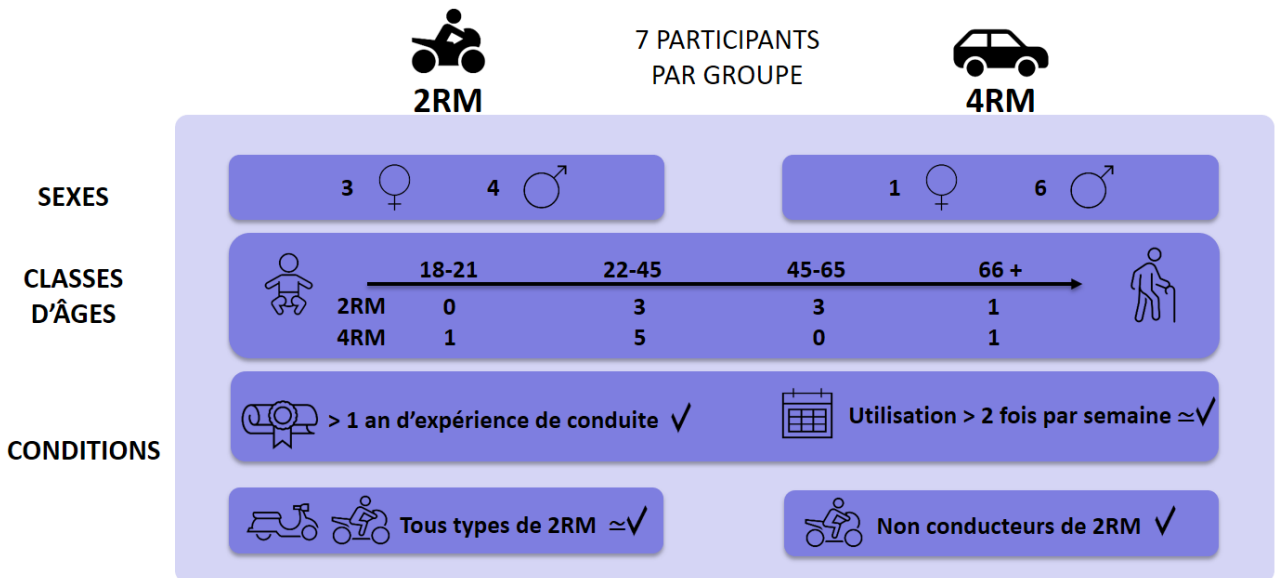 7 PARTICIPANTS
PAR GROUPE
2RM
4RM
SEXES
3
4
1
6
CLASSES
D'ÂGES
18-21 22-45 45-65 66 +
2RM 0 3 3 1
4RM 1 5 0 1
CONDITIONS
> 1 an d'expérience de conduite ✓
Utilisation > 2 fois par semaine ≃✓
Tous types de 2RM ≃✓
Non conducteurs de 2RM ✓